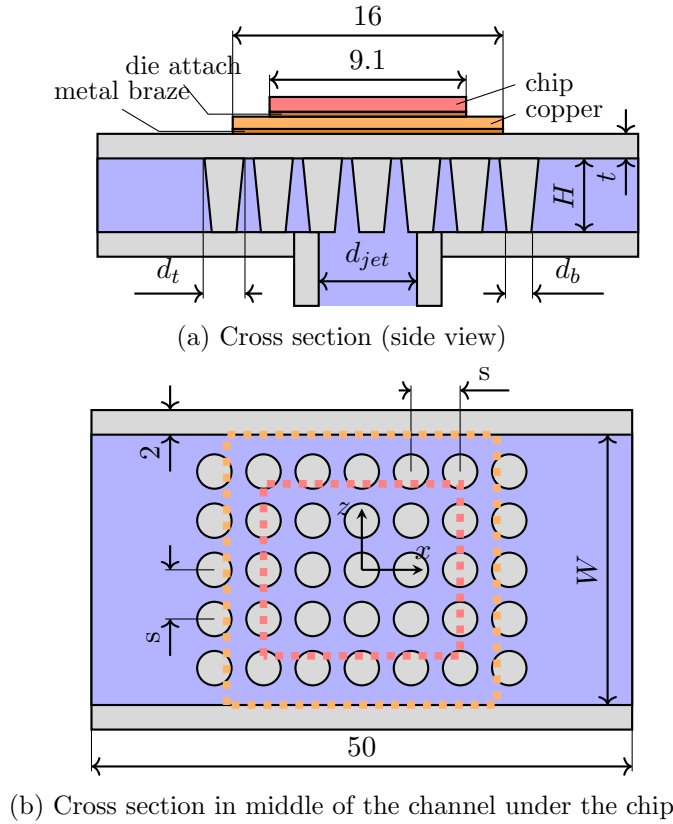 16
die attach
9.1
metal braze
chip
copper
t
H
d_t
d_jet
d_b
(a) Cross section (side view)
s
2
z
x
W
s
50
(b) Cross section in middle of the channel under the chip